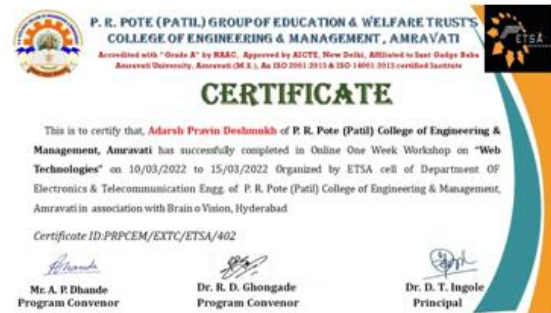 P. R. POTE (PATIL) GROUP OF EDUCATION & WELFARE TRUST'S
COLLEGE OF ENGINEERING & MANAGEMENT, AMRAVATI
Accredited with "Grade A" by NAAC, Approved by AICTE, New Delhi, Affiliated to Sant Gadge Baba
Amravati University, Amravati (M.S.), An ISO 9001:2015 & ISO 14001:2015 certified Institute
ETSA
CERTIFICATE
This is to certify that, Adarsh Pravin Deshmukh of P. R. Pote (Patil) College of Engineering &
Management, Amravati has successfully completed in Online One Week Workshop on "Web
Technologies" on 10/03/2022 to 15/03/2022 Organized by ETSA cell of Department OF
Electronics & Telecommunication Engg. of P. R. Pote (Patil) College of Engineering & Management,
Amravati in association with Brain o Vision, Hyderabad
Certificate ID:PRPCEM/EXTC/ETSA/402
Mr. A. P. Dhande
Program Convenor
Dr. R. D. Ghongade
Program Convenor
Dr. D. T. Ingole
Principal